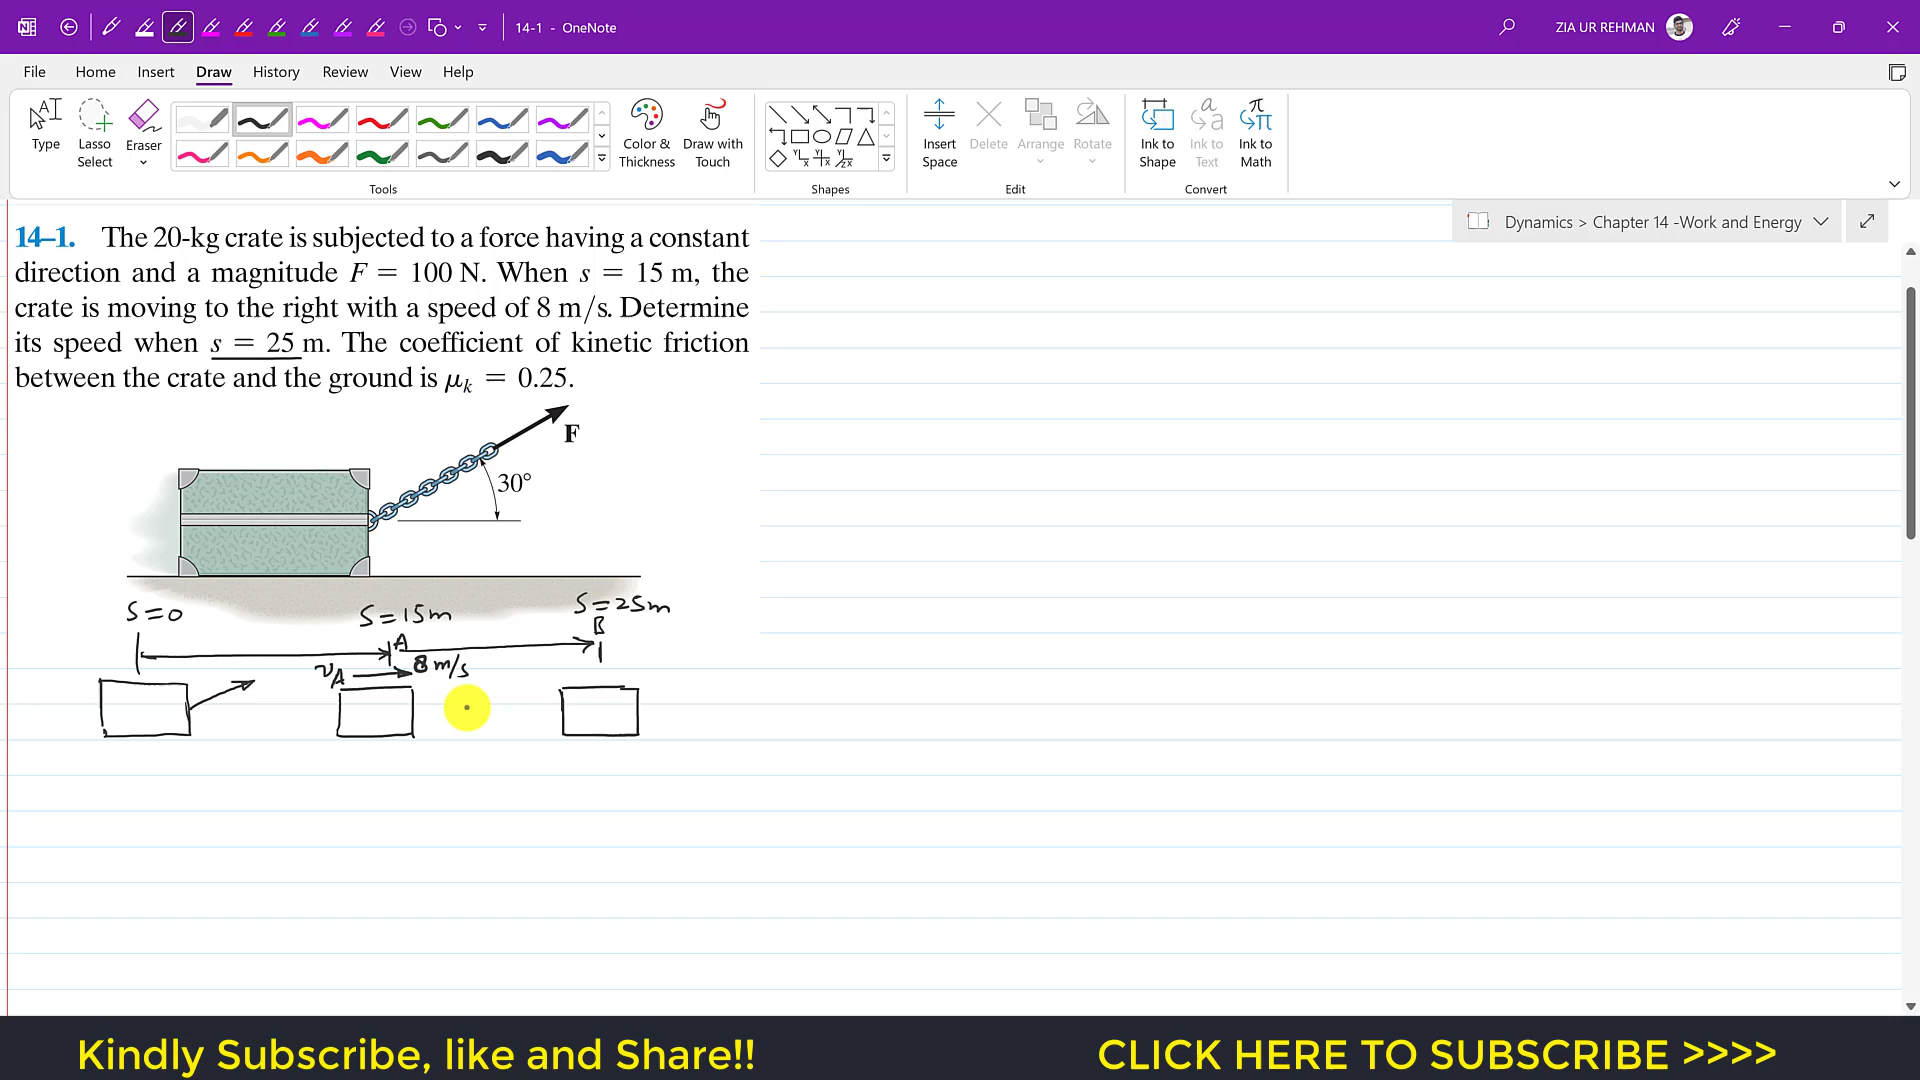 14-1 - OneNote
ZIA UR REHMAN
File Home Insert Draw History Review View Help
Type
Lasso Select
Eraser
Color & Thickness
Draw with Touch
Insert Space
Delete
Arrange
Rotate
Ink to Shape
Ink to Text
Ink to Math
Tools
Shapes
Edit
Convert
Dynamics > Chapter 14 -Work and Energy
14–1. The 20-kg crate is subjected to a force having a constant
direction and a magnitude F = 100 N. When s = 15 m, the
crate is moving to the right with a speed of 8 m/s. Determine
its speed when s = 25 m. The coefficient of kinetic friction
between the crate and the ground is μk = 0.25.
F
30°
S=0
S=15m
S=25m
A
B
vA 8 m/s
Kindly Subscribe, like and Share!!
CLICK HERE TO SUBSCRIBE >>>>